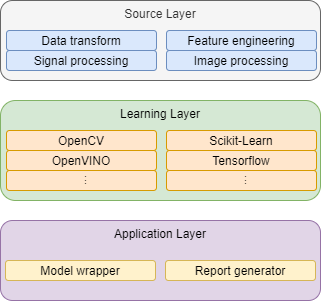 Source Layer
Data transform
Feature engineering
Signal processing
Image processing
Learning Layer
OpenCV
Scikit-Learn
OpenVINO
Tensorflow
⋮
⋮
Application Layer
Model wrapper
Report generator